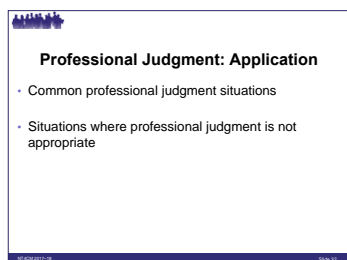 Professional Judgment: Application
• Common professional judgment situations
• Situations where professional judgment is not
appropriate